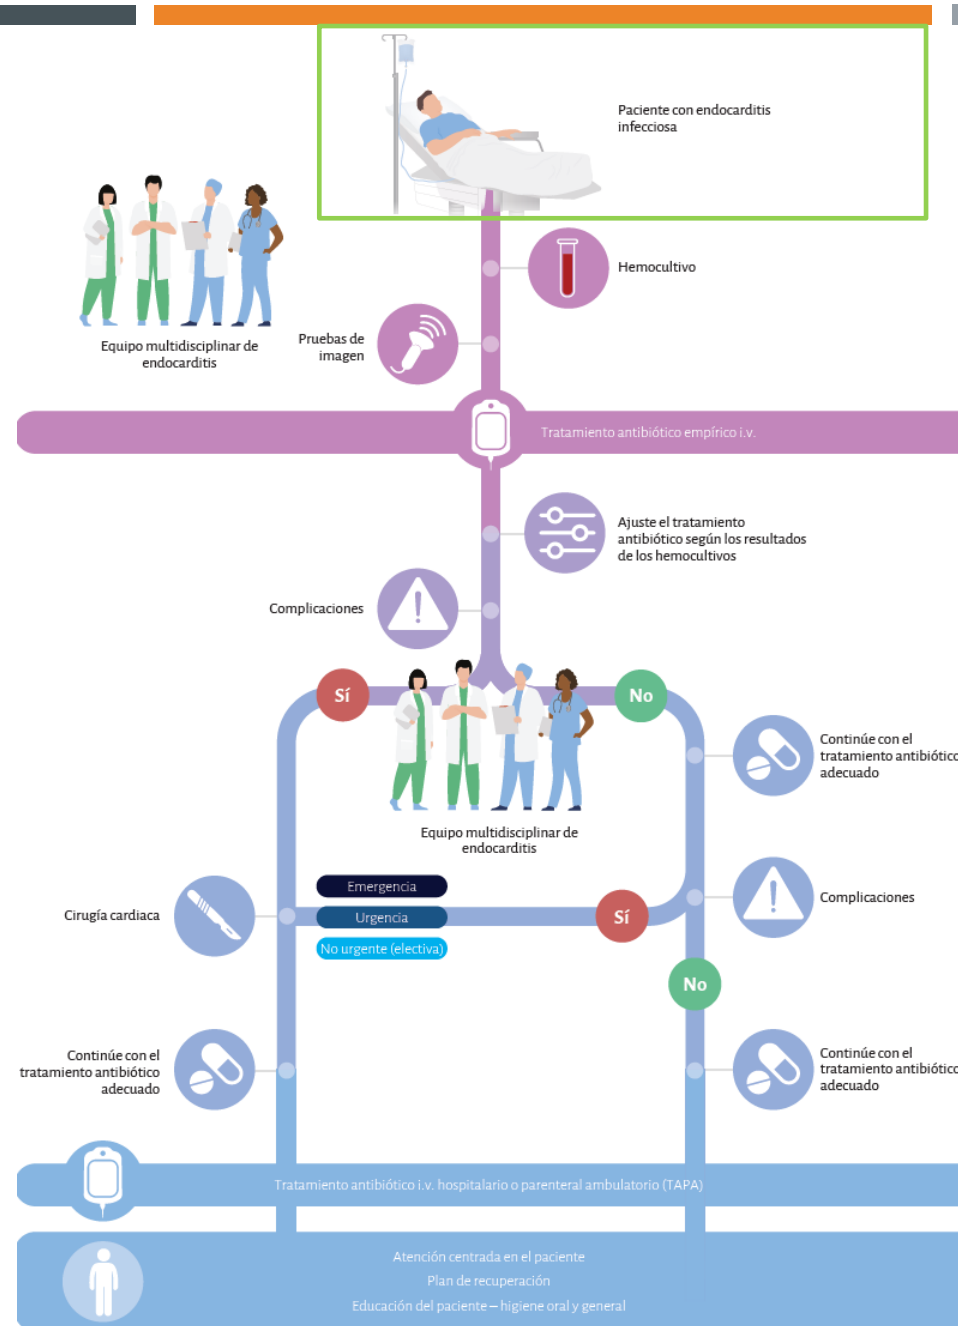 Paciente con endocarditis
infecciosa
Hemocultivo
Equipo multidisciplinar de
endocarditis
Pruebas de
imagen
Tratamiento antibiótico empírico i.v.
Ajuste el tratamiento
antibiótico según los resultados
de los hemocultivos
Complicaciones
Sí
No
Continúe con el
tratamiento antibiótico
adecuado
Equipo multidisciplinar de
endocarditis
Emergencia
Urgencia
No urgente (electiva)
Cirugía cardiaca
Sí
Complicaciones
No
Continúe con el
tratamiento antibiótico
adecuado
Continúe con el
tratamiento antibiótico
adecuado
Tratamiento antibiótico i.v. hospitalario o parenteral ambulatorio (TAPA)
Atención centrada en el paciente
Plan de recuperación
Educación del paciente – higiene oral y general